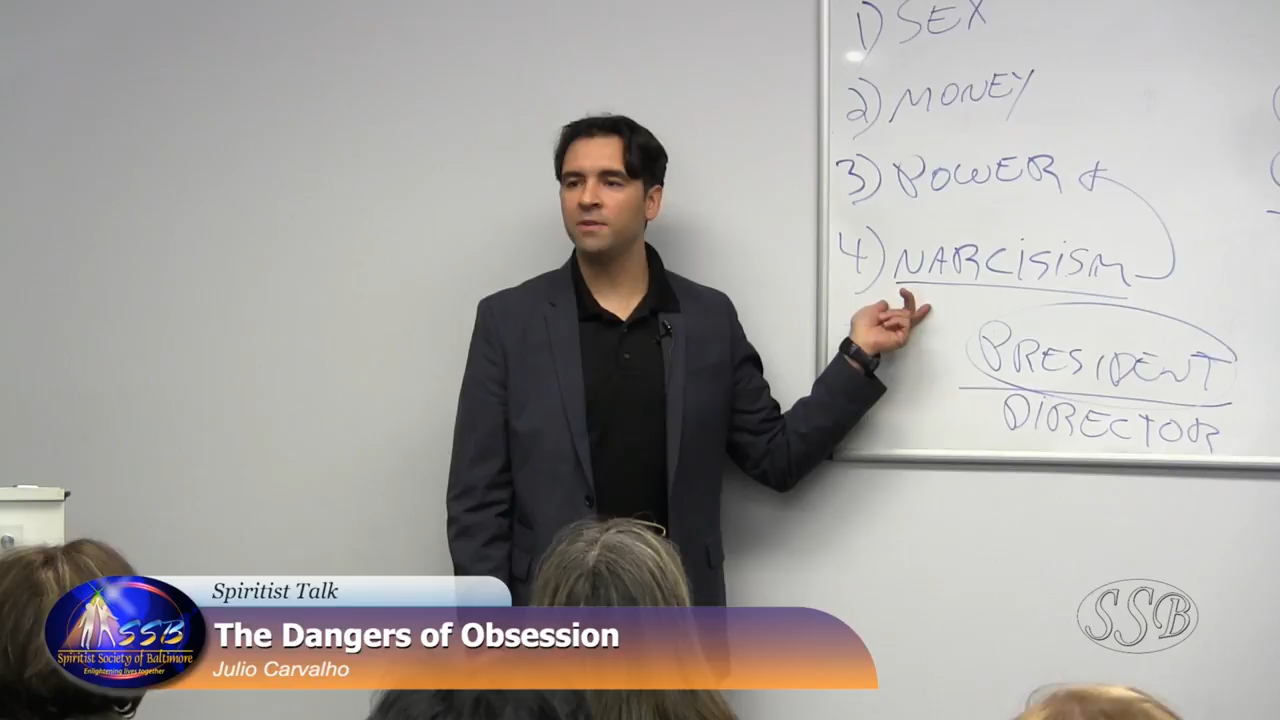 1) SEX
2) MONEY
3) POWER
4) NARCISISM
PRESIDENT
DIRECTOR
SSB
Spiritist Talk
The Dangers of Obsession
Julio Carvalho
SSB
Spiritist Society of Baltimore
Enlightening lives together